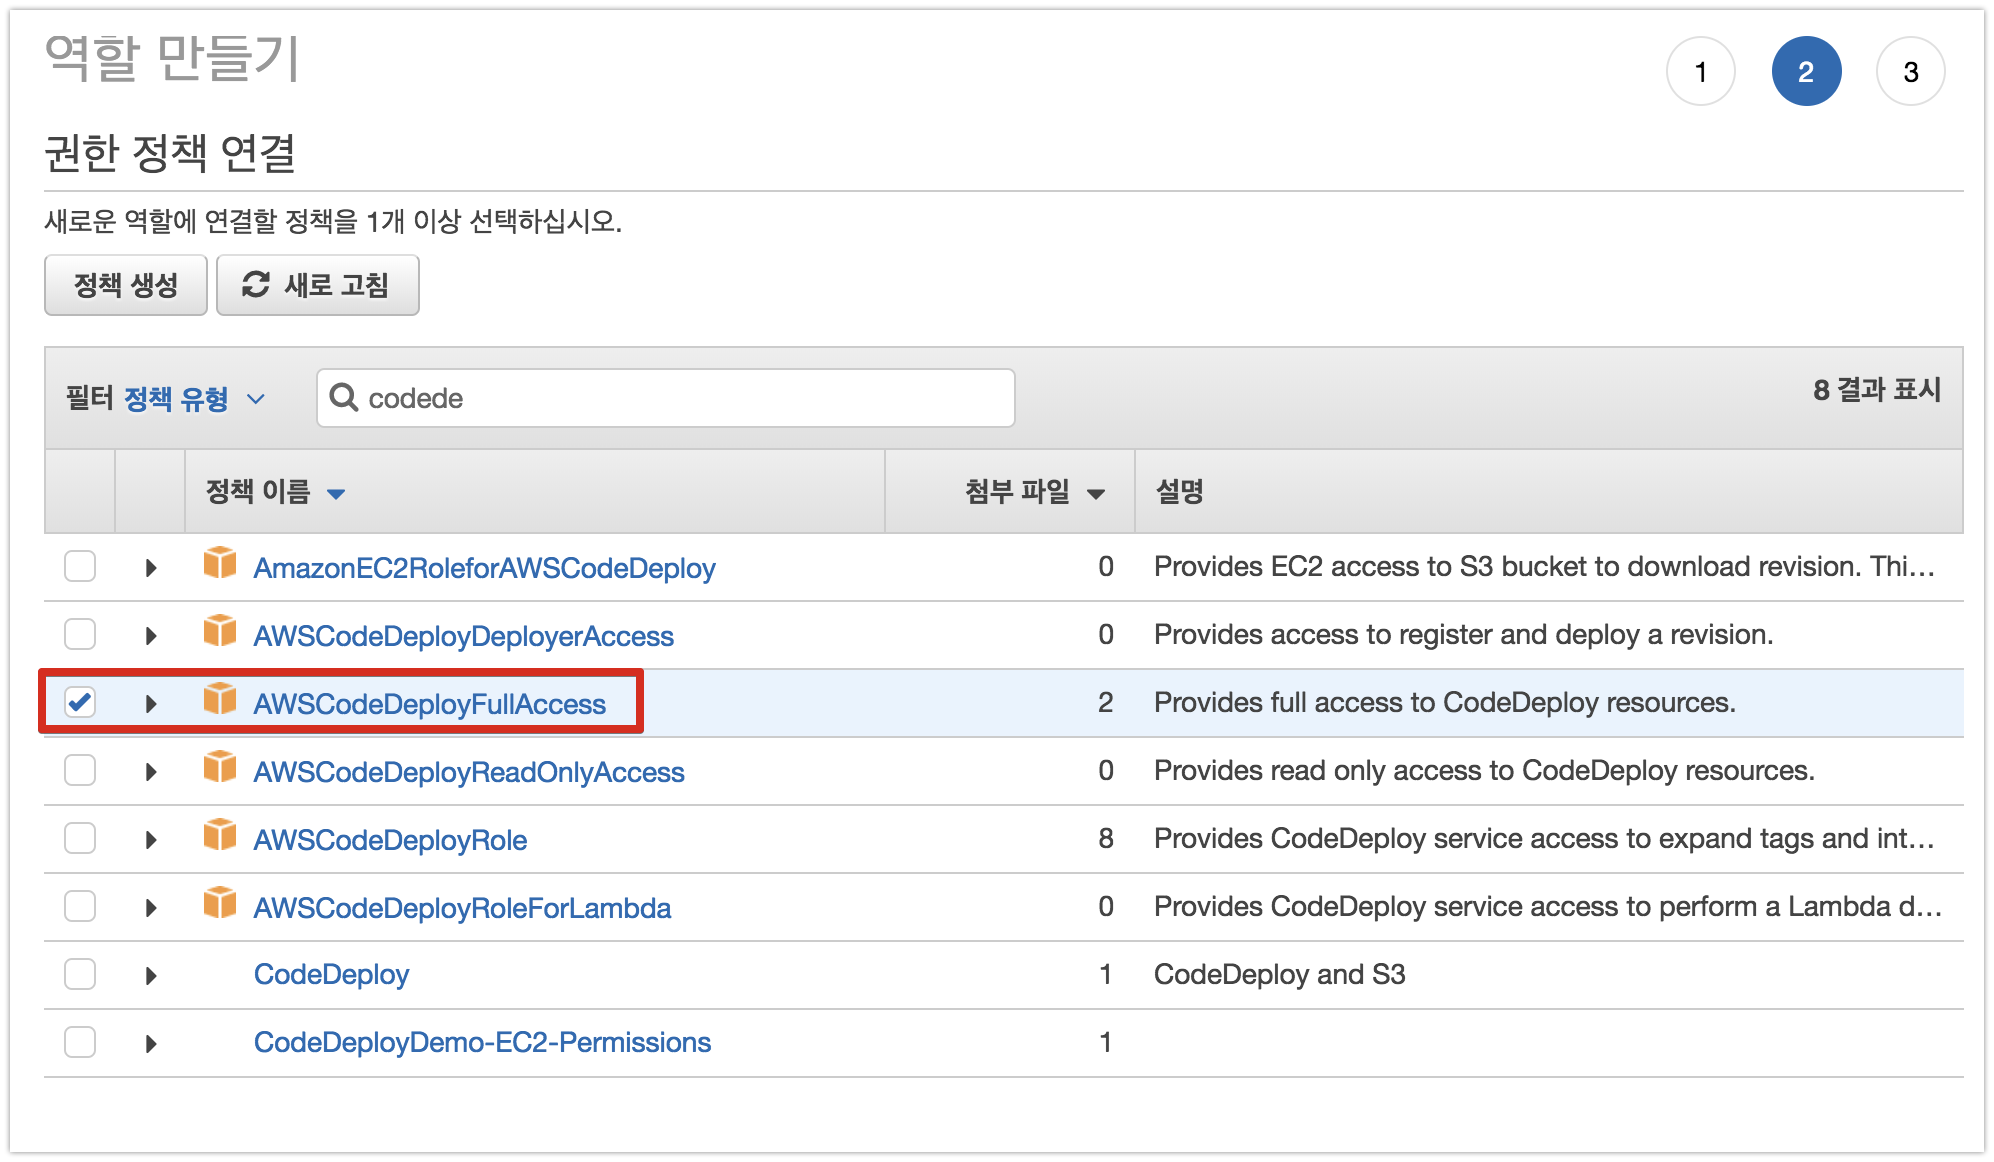 역할 만들기
1 2 3
권한 정책 연결
새로운 역할에 연결할 정책을 1개 이상 선택하십시오.
정책 생성 새로 고침
필터 정책 유형 codede 8 결과 표시
정책 이름 첨부 파일 설명
AmazonEC2RoleforAWSCodeDeploy 0 Provides EC2 access to S3 bucket to download revision. Thi...
AWSCodeDeployDeployerAccess 0 Provides access to register and deploy a revision.
AWSCodeDeployFullAccess 2 Provides full access to CodeDeploy resources.
AWSCodeDeployReadOnlyAccess 0 Provides read only access to CodeDeploy resources.
AWSCodeDeployRole 8 Provides CodeDeploy service access to expand tags and int...
AWSCodeDeployRoleForLambda 0 Provides CodeDeploy service access to perform a Lambda d...
CodeDeploy 1 CodeDeploy and S3
CodeDeployDemo-EC2-Permissions 1